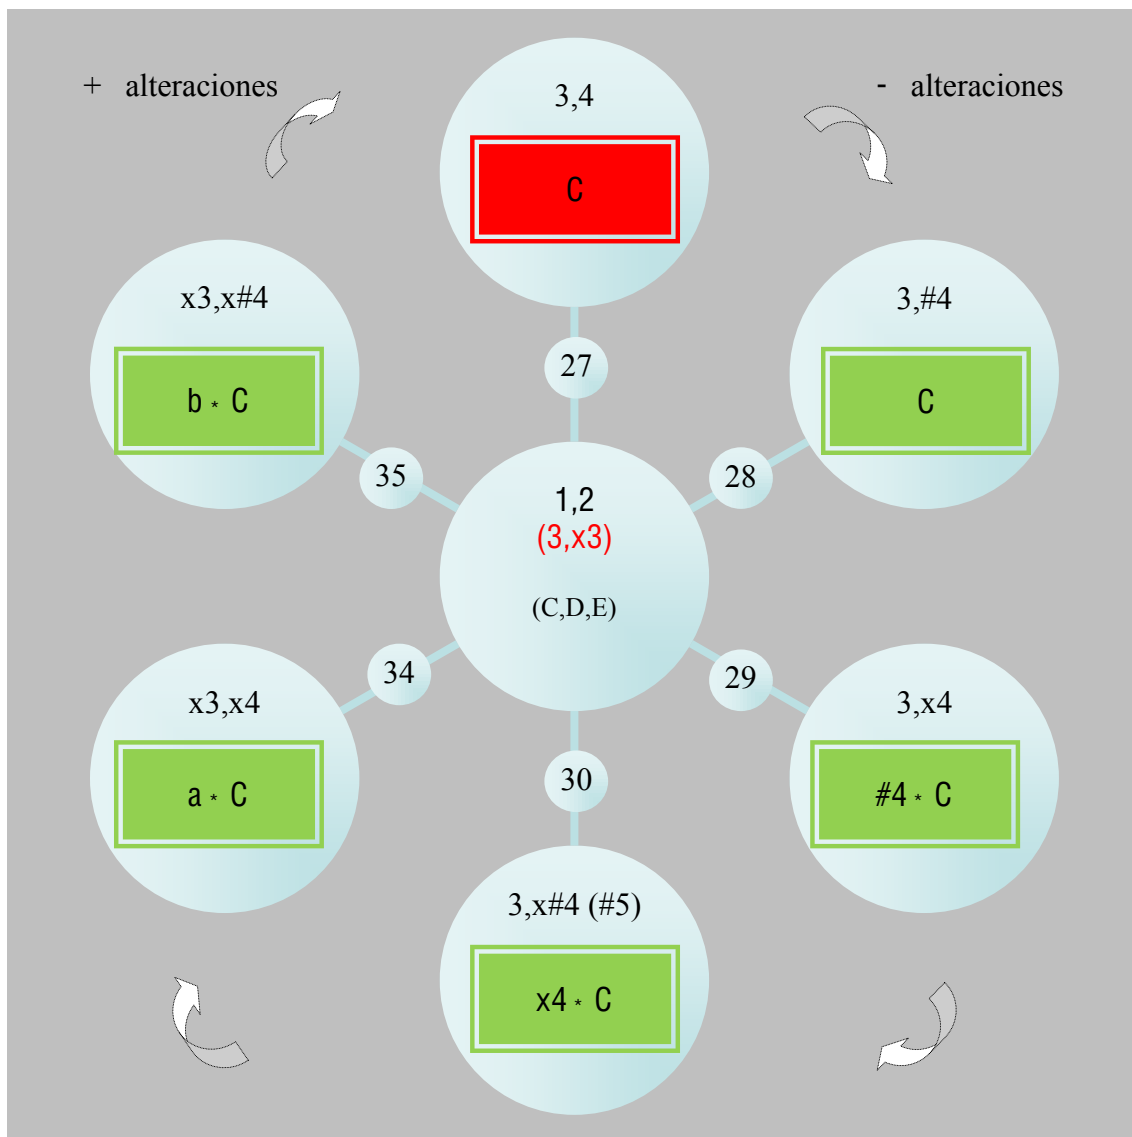 + alteraciones
- alteraciones
3,4
C
x3,x#4
b * C
3,#4
C
27
35
28
1,2
(3,x3)
(C,D,E)
34
29
x3,x4
a * C
3,x4
#4 * C
30
3,x#4 (#5)
x4 * C